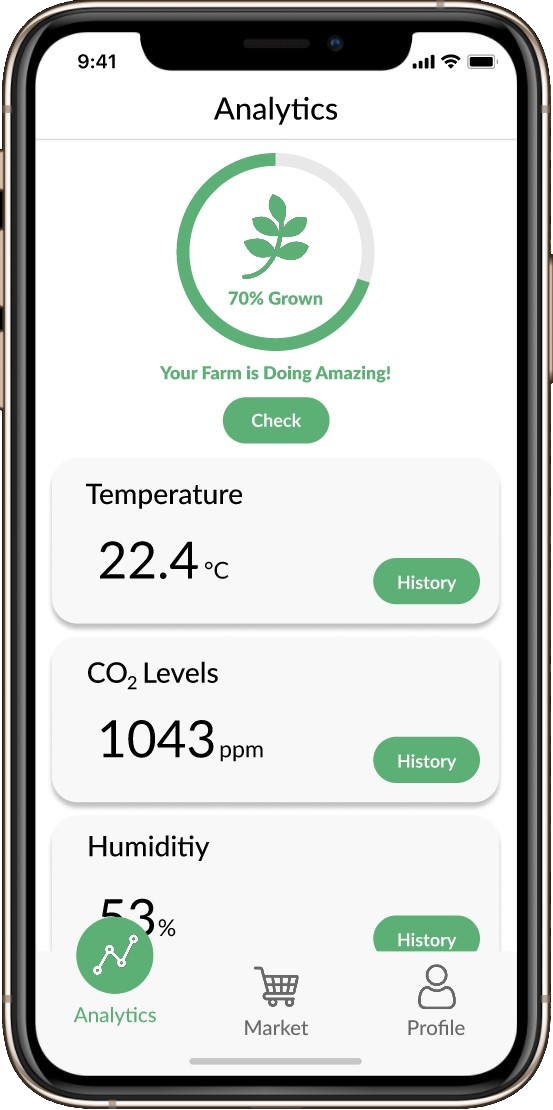 9:41
Analytics
70% Grown
Your Farm is Doing Amazing!
Check
Temperature
22.4 °C
History
CO₂ Levels
1043 ppm
History
Humiditiy
53%
History
Analytics
Market
Profile